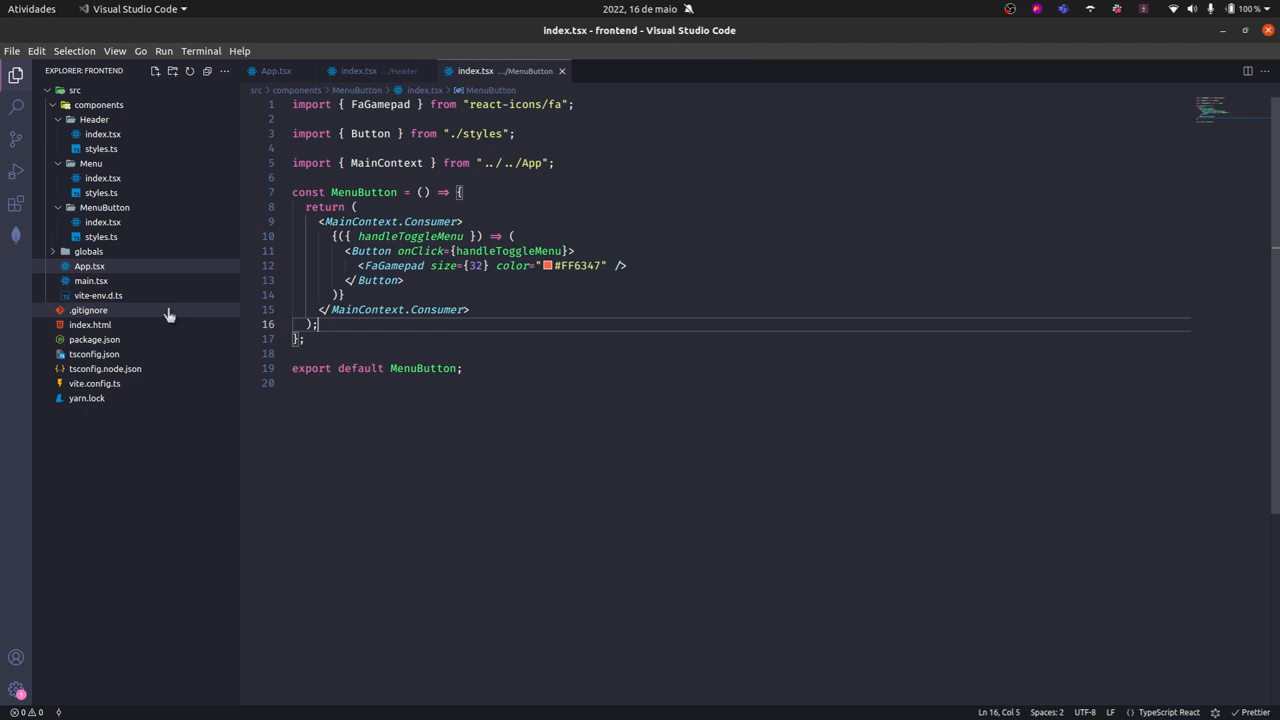 Atividades
Visual Studio Code
2022, 16 de maio
100 %
index.tsx - frontend - Visual Studio Code
File Edit Selection View Go Run Terminal Help
EXPLORER: FRONTEND
src
components
Header
index.tsx
styles.ts
Menu
index.tsx
styles.ts
MenuButton
index.tsx
styles.ts
globals
App.tsx
main.tsx
vite-env.d.ts
.gitignore
index.html
package.json
tsconfig.json
tsconfig.node.json
vite.config.ts
yarn.lock
App.tsx
index.tsx .../Header
index.tsx .../MenuButton
src > components > MenuButton > index.tsx > MenuButton
1 import { FaGamepad } from "react-icons/fa";
2
3 import { Button } from "./styles";
4
5 import { MainContext } from "../../App";
6
7 const MenuButton = () => {
8 return (
9 <MainContext.Consumer>
10 {({ handleToggleMenu }) => (
11 <Button onClick={handleToggleMenu}>
12 <FaGamepad size={32} color="#FF6347" />
13 </Button>
14 )}
15 </MainContext.Consumer>
16 );
17 };
18
19 export default MenuButton;
20
1
0 0
Ln 16, Col 5 Spaces: 2 UTF-8 LF { } TypeScript React Prettier